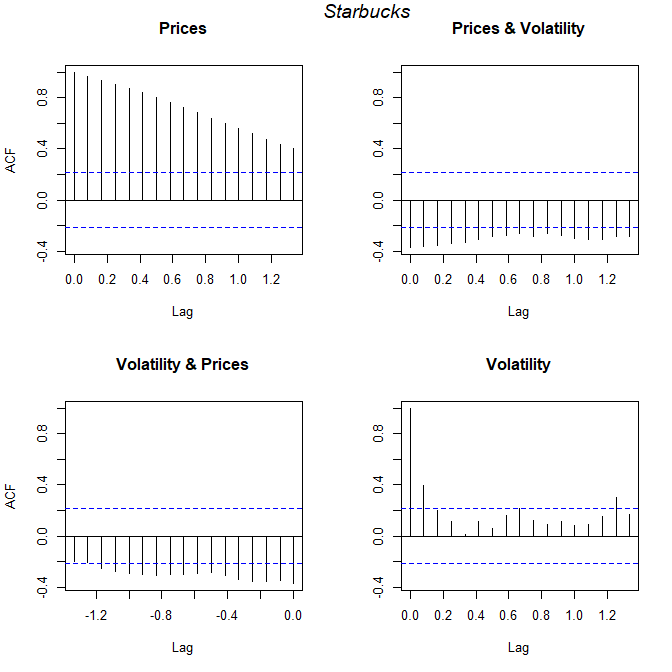 Starbucks
Prices
Prices & Volatility
ACF
-0.4 0.0 0.4 0.8
0.0 0.2 0.4 0.6 0.8 1.0 1.2
Lag
-0.4 0.0 0.4 0.8
0.0 0.2 0.4 0.6 0.8 1.0 1.2
Lag
Volatility & Prices
Volatility
ACF
-0.4 0.0 0.4 0.8
-1.2 -0.8 -0.4 0.0
Lag
-0.4 0.0 0.4 0.8
0.0 0.2 0.4 0.6 0.8 1.0 1.2
Lag